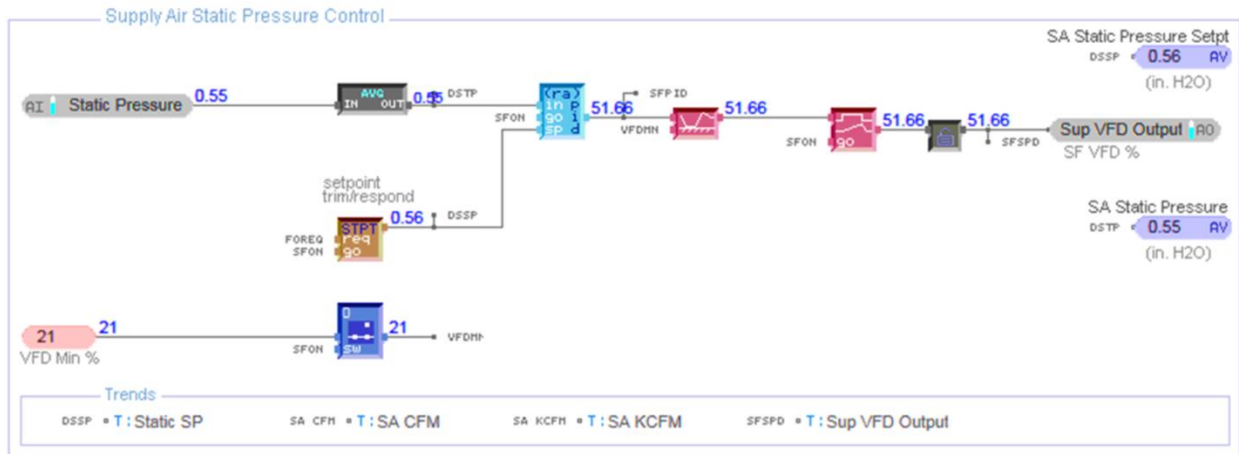 Supply Air Static Pressure Control
SA Static Pressure Setpt
DSSP 0.56 AV
(in. H2O)
AI Static Pressure 0.55
AVG
IN OUT 0.55 DSTP
(ra)
in p
SFON go i
sp d
51.66 SFPID
VFDMN 51.66
SFON go 51.66
51.66 SFSPD
Sup VFD Output AO
SF VFD %
setpoint
trim/respond
STPT 0.56 DSSP
FOREQ req
SFON go
SA Static Pressure
DSTP 0.55 AV
(in. H2O)
21 21
VFD Min %
0
SFON sw
21 VFDMN
Trends
DSSP T: Static SP SA CFM T: SA CFM SA KCFM T: SA KCFM SFSPD T: Sup VFD Output